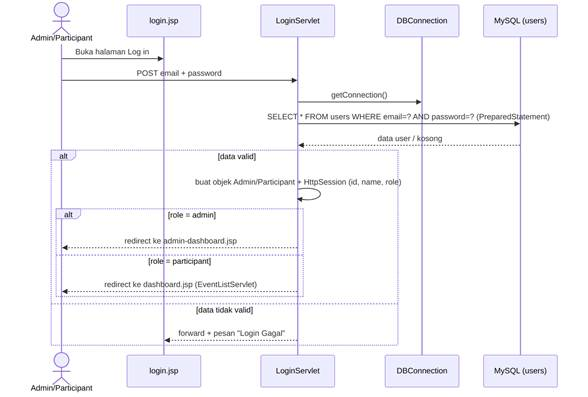 Admin/Participant
login.jsp
LoginServlet
DBConnection
MySQL (users)
Buka halaman Log in
POST email + password
getConnection()
SELECT * FROM users WHERE email=? AND password=? (PreparedStatement)
data user / kosong
alt
[data valid]
buat objek Admin/Participant + HttpSession (id, name, role)
alt
[role = admin]
redirect ke admin-dashboard.jsp
[role = participant]
redirect ke dashboard.jsp (EventListServlet)
[data tidak valid]
forward + pesan "Login Gagal"
Admin/Participant
login.jsp
LoginServlet
DBConnection
MySQL (users)